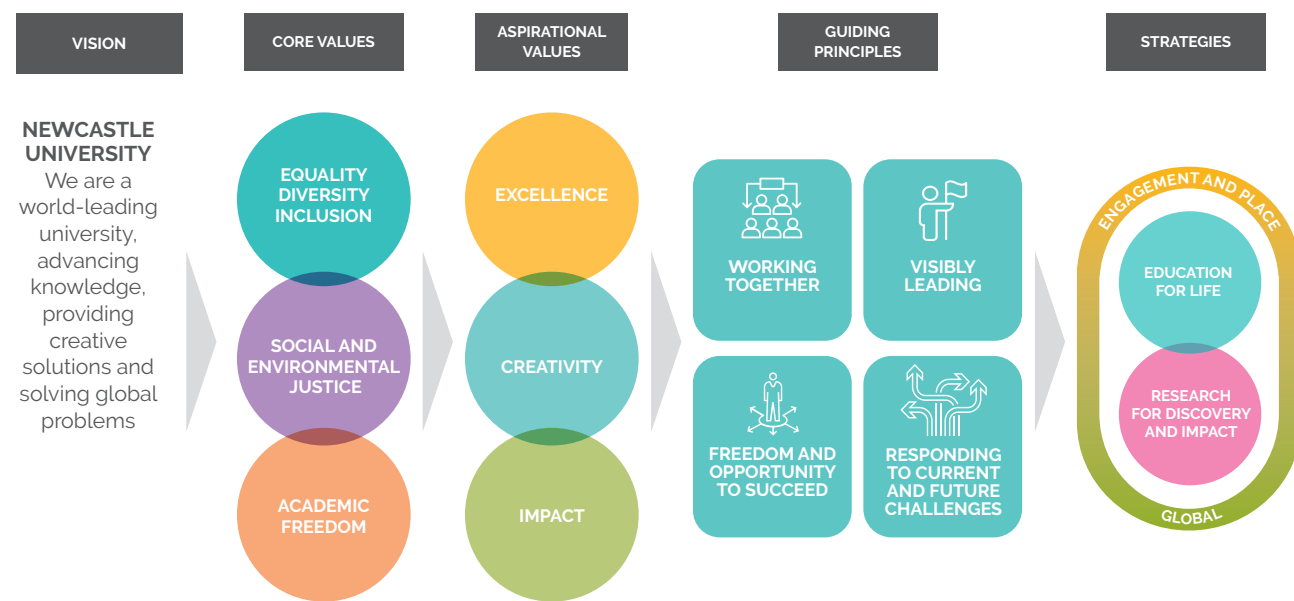 VISION
CORE VALUES
ASPIRATIONAL
VALUES
GUIDING
PRINCIPLES
STRATEGIES
NEWCASTLE
UNIVERSITY
We are a
world-leading
university,
advancing
knowledge,
providing
creative
solutions and
solving global
problems
EQUALITY
DIVERSITY
INCLUSION
SOCIAL AND
ENVIRONMENTAL
JUSTICE
ACADEMIC
FREEDOM
EXCELLENCE
CREATIVITY
IMPACT
WORKING
TOGETHER
VISIBLY
LEADING
FREEDOM AND
OPPORTUNITY
TO SUCCEED
RESPONDING
TO CURRENT
AND FUTURE
CHALLENGES
ENGAGEMENT AND PLACE
EDUCATION
FOR LIFE
RESEARCH
FOR DISCOVERY
AND IMPACT
GLOBAL